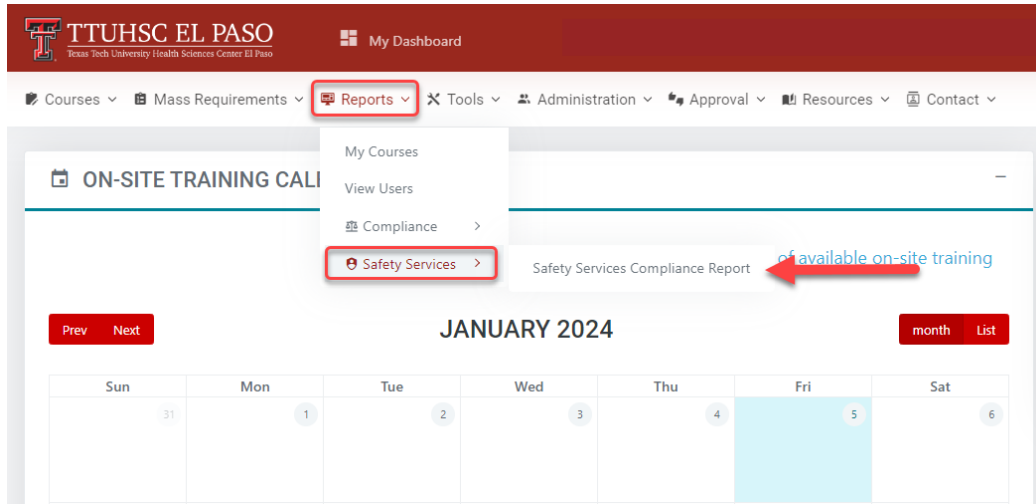 TTUHSC EL PASO
Texas Tech University Health Sciences Center El Paso
My Dashboard
Courses Mass Requirements Reports Tools Administration Approval Resources Contact
My Courses
View Users
Compliance
Safety Services
Safety Services Compliance Report
ON-SITE TRAINING CAL
of available on-site training
Prev Next
JANUARY 2024
month List
Sun Mon Tue Wed Thu Fri Sat
31 1 2 3 4 5 6